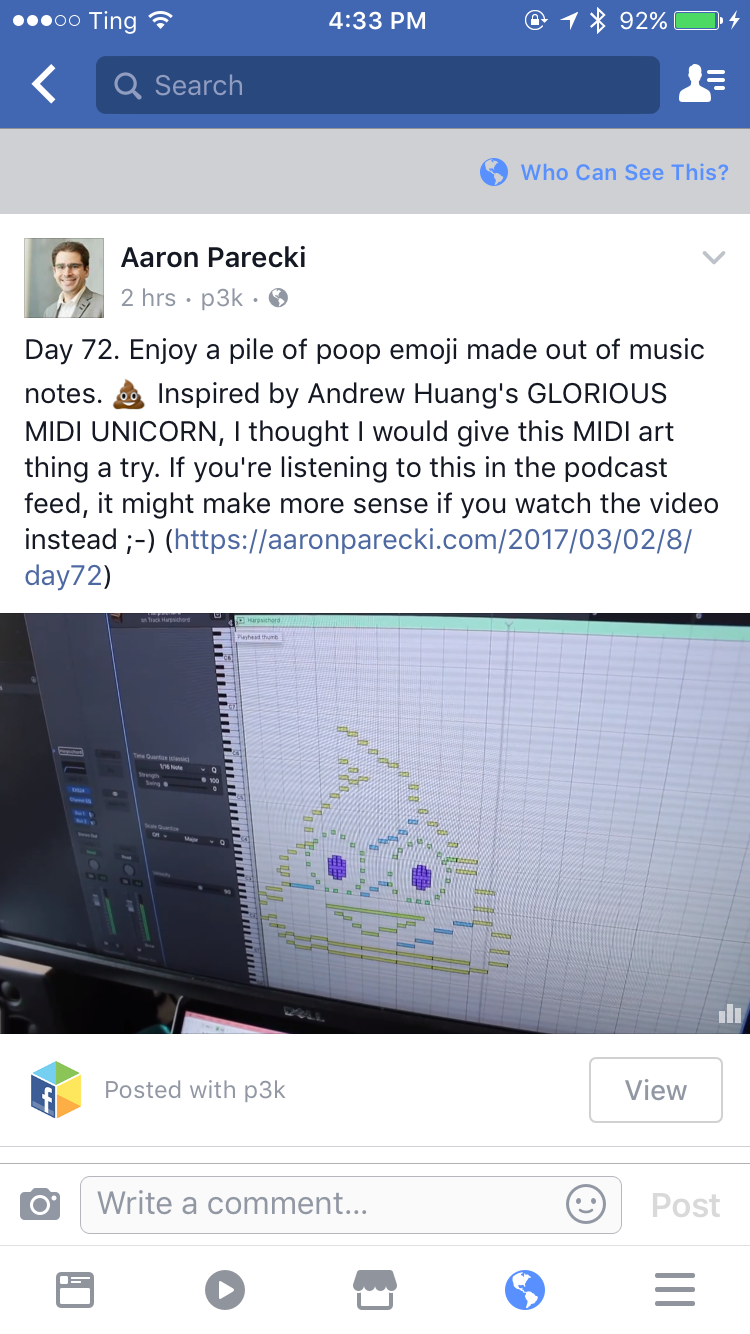 Ting 4:33 PM 92%
Search
Who Can See This?
Aaron Parecki
2 hrs • p3k •
Day 72. Enjoy a pile of poop emoji made out of music
notes. 💩 Inspired by Andrew Huang's GLORIOUS
MIDI UNICORN, I thought I would give this MIDI art
thing a try. If you're listening to this in the podcast
feed, it might make more sense if you watch the video
instead ;-) (https://aaronparecki.com/2017/03/02/8/
day72)
on Track Harpsichord
Harpsichord
Playhead thumb
Time Quantize (classic)
1/16 Note Q
Strength 100
Swing 0
Scale Quantize
Off Major Q
Velocity
DELL
f
Posted with p3k
View
Write a comment...
Post